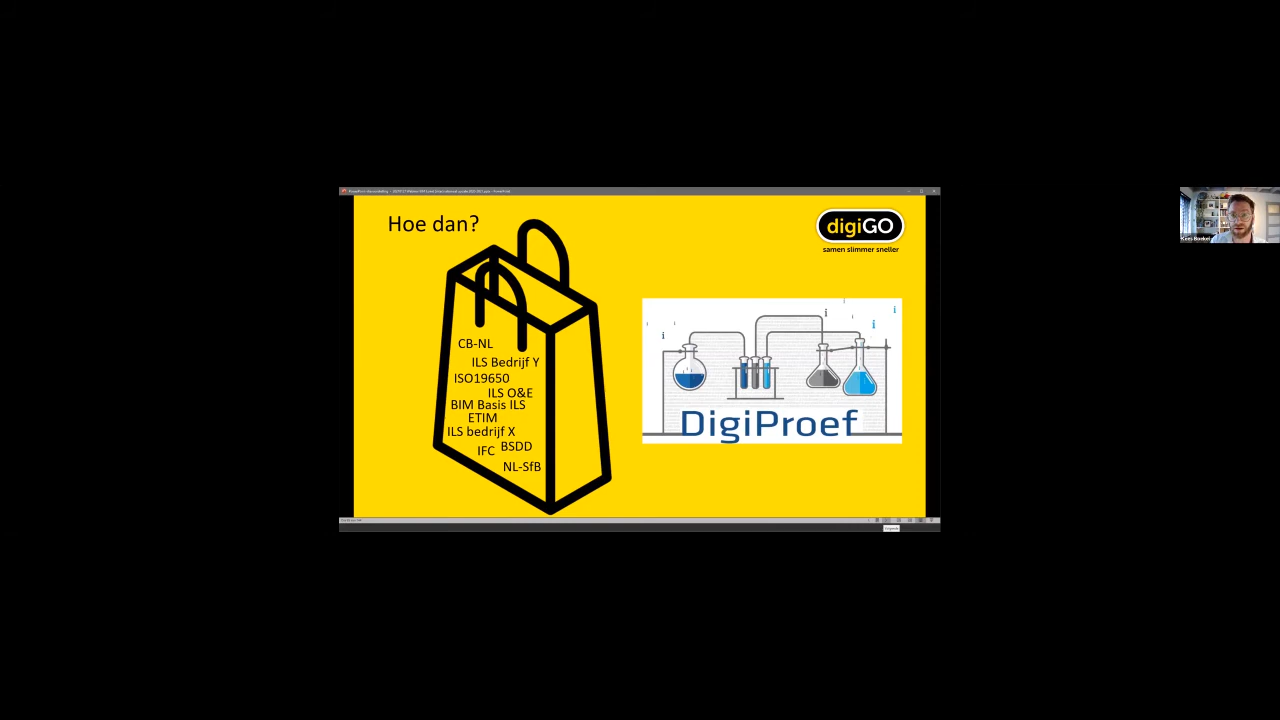 Hoe dan?
digiGO
samen slimmer sneller
CB-NL
ILS Bedrijf Y
ISO19650
ILS O&E
BIM Basis ILS
ETIM
ILS bedrijf X
IFC
BSDD
NL-SfB
i
i
i
i
DigiProef